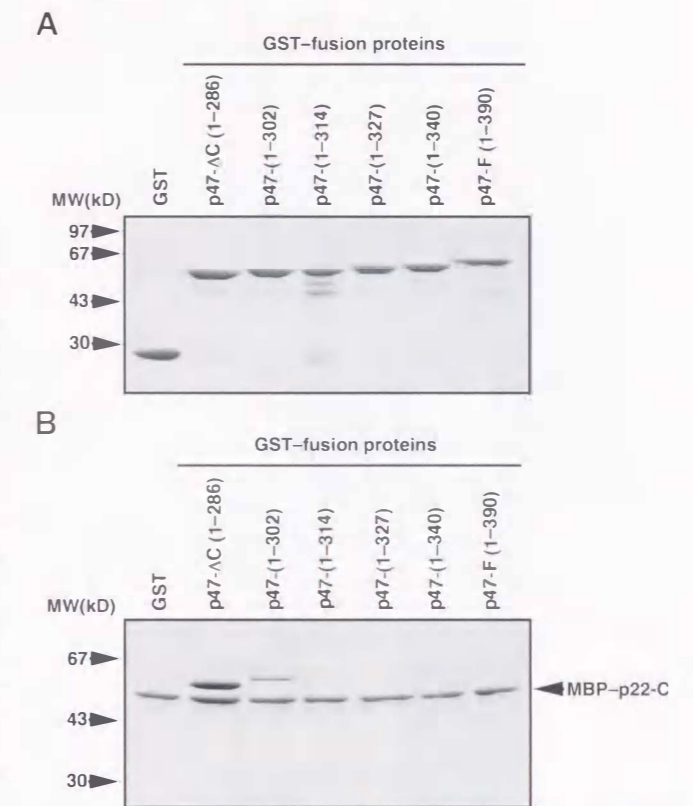 A
GST–fusion proteins
MW(kD)
GST
p47-ΔC (1–286)
p47-(1–302)
p47-(1–314)
p47-(1–327)
p47-(1–340)
p47-F (1–390)
97
67
43
30
B
GST–fusion proteins
MW(kD)
GST
p47-ΔC (1–286)
p47-(1–302)
p47-(1–314)
p47-(1–327)
p47-(1–340)
p47-F (1–390)
67
MBP–p22-C
43
30